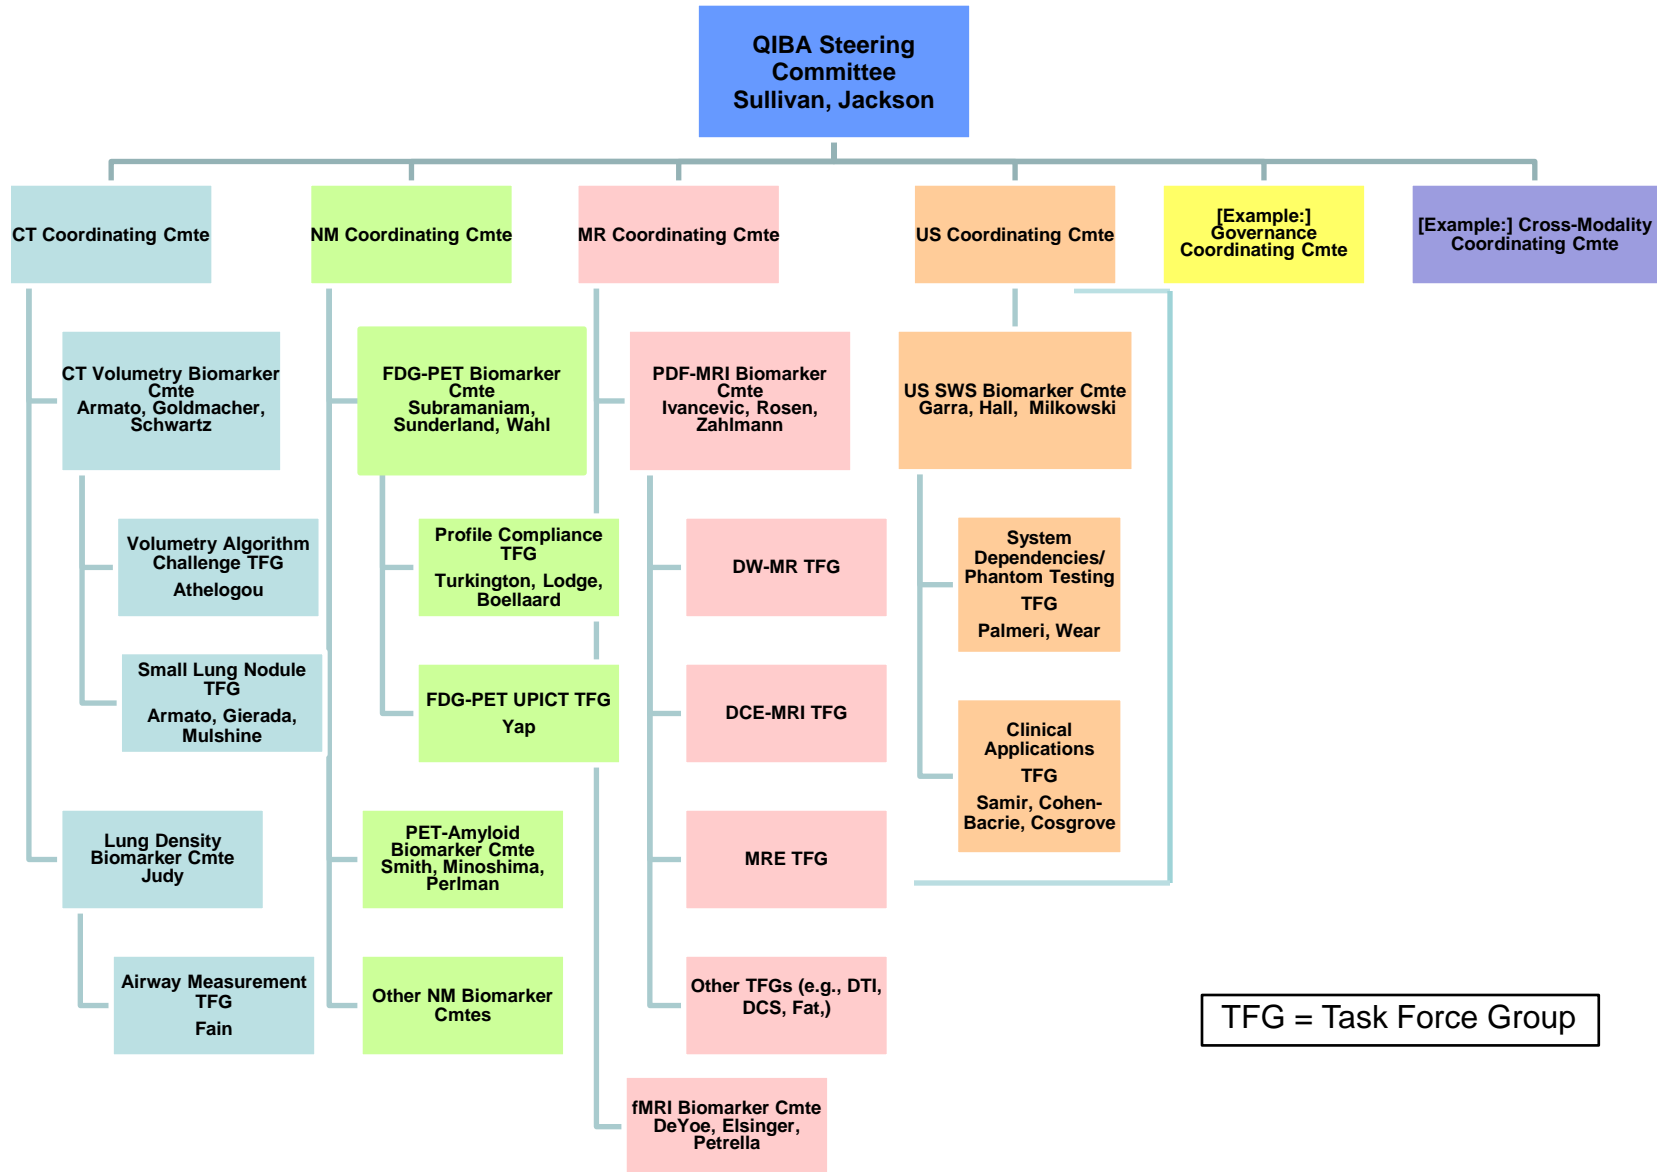 QIBA Steering
Committee
Sullivan, Jackson
CT Coordinating Cmte
NM Coordinating Cmte
MR Coordinating Cmte
US Coordinating Cmte
[Example:]
Governance
Coordinating Cmte
[Example:] Cross-Modality
Coordinating Cmte
CT Volumetry Biomarker
Cmte
Armato, Goldmacher,
Schwartz
Volumetry Algorithm
Challenge TFG
Athelogou
Small Lung Nodule
TFG
Armato, Gierada,
Mulshine
Lung Density
Biomarker Cmte
Judy
Airway Measurement
TFG
Fain
FDG-PET Biomarker
Cmte
Subramaniam,
Sunderland, Wahl
Profile Compliance
TFG
Turkington, Lodge,
Boellaard
FDG-PET UPICT TFG
Yap
PET-Amyloid
Biomarker Cmte
Smith, Minoshima,
Perlman
Other NM Biomarker
Cmtes
PDF-MRI Biomarker
Cmte
Ivancevic, Rosen,
Zahlmann
DW-MR TFG
DCE-MRI TFG
MRE TFG
Other TFGs (e.g., DTI,
DCS, Fat,)
fMRI Biomarker Cmte
DeYoe, Elsinger,
Petrella
US SWS Biomarker Cmte
Garra, Hall, Milkowski
System
Dependencies/
Phantom Testing
TFG
Palmeri, Wear
Clinical
Applications
TFG
Samir, Cohen-
Bacrie, Cosgrove
TFG = Task Force Group